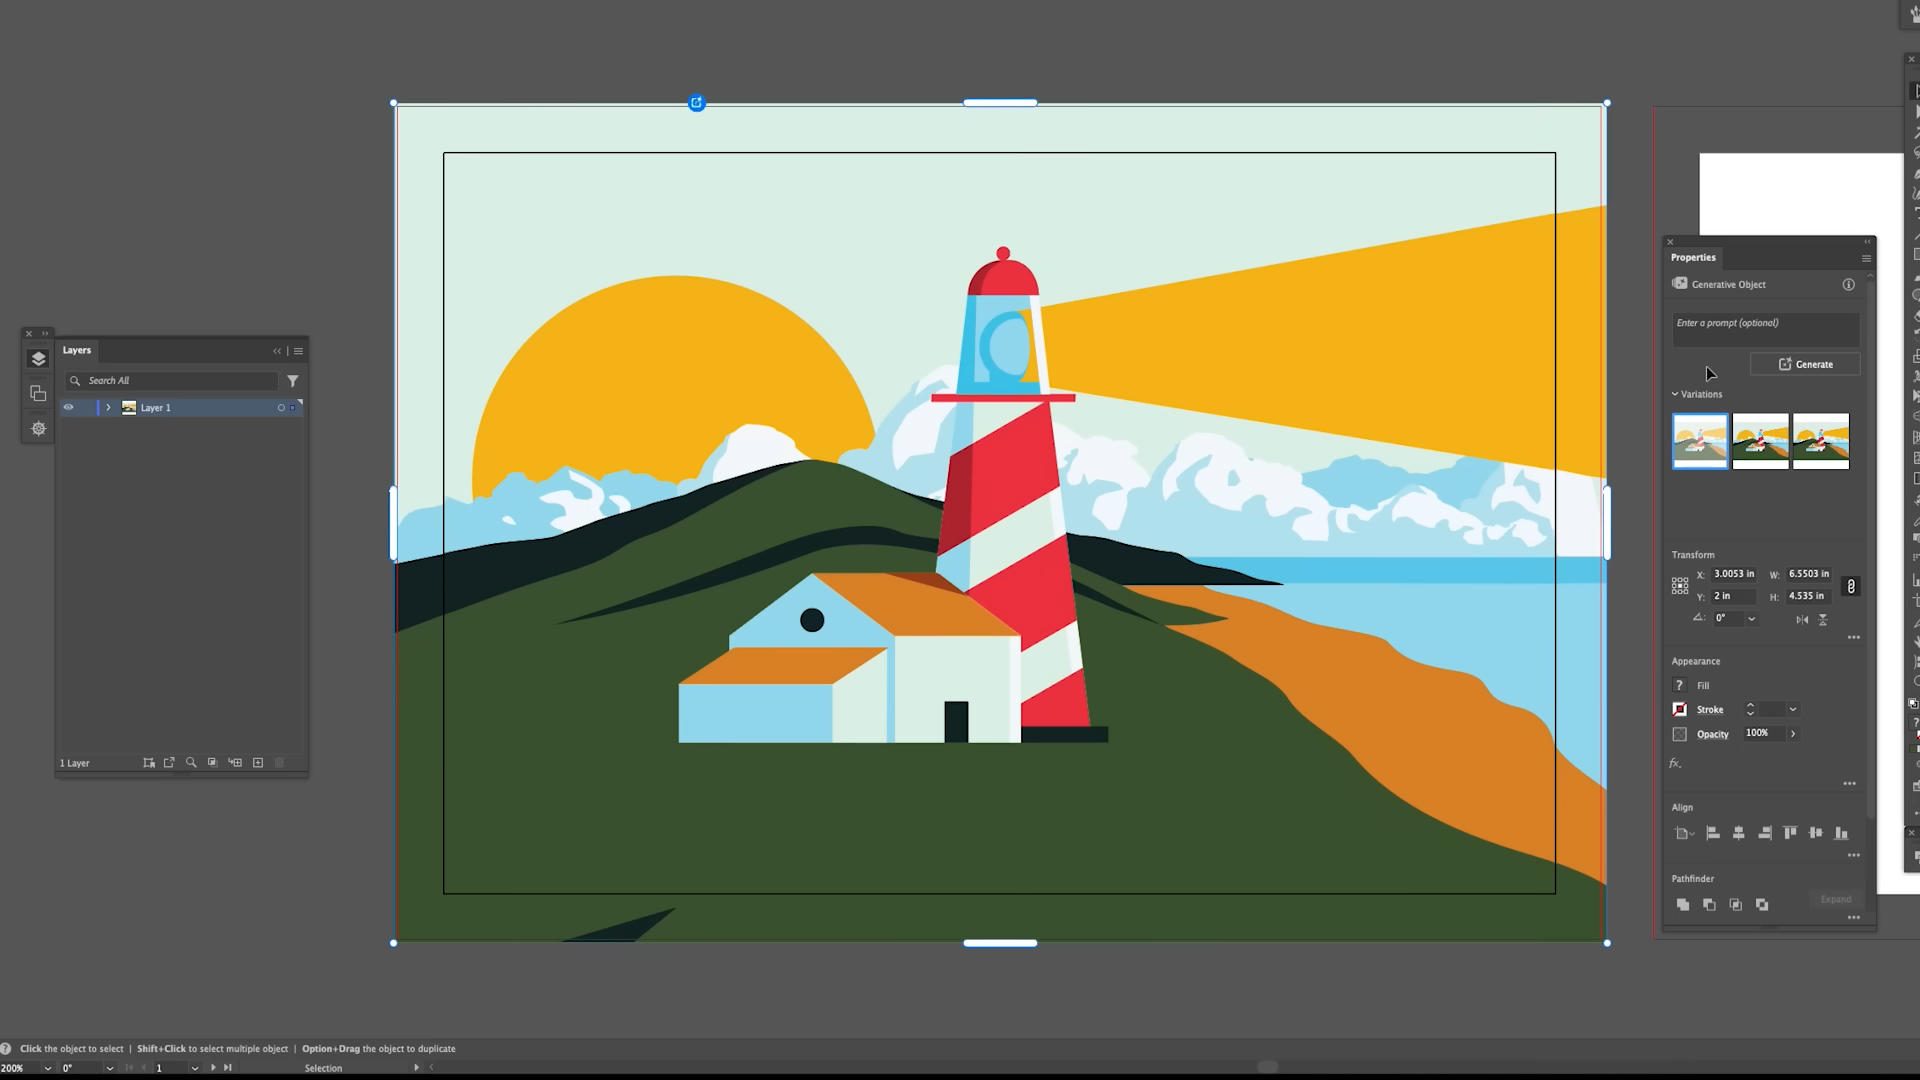 Layers
Search All
Layer 1
1 Layer
Properties
Generative Object
Enter a prompt (optional)
Generate
Variations
Transform
X: 3.0053 in W: 6.5503 in
Y: 2 in H: 4.535 in
0°
Appearance
? Fill
Stroke
Opacity 100%
fx.
Align
Pathfinder
Expand
? Click the object to select | Shift+Click to select multiple object | Option+Drag the object to duplicate
200% 0° 1 Selection